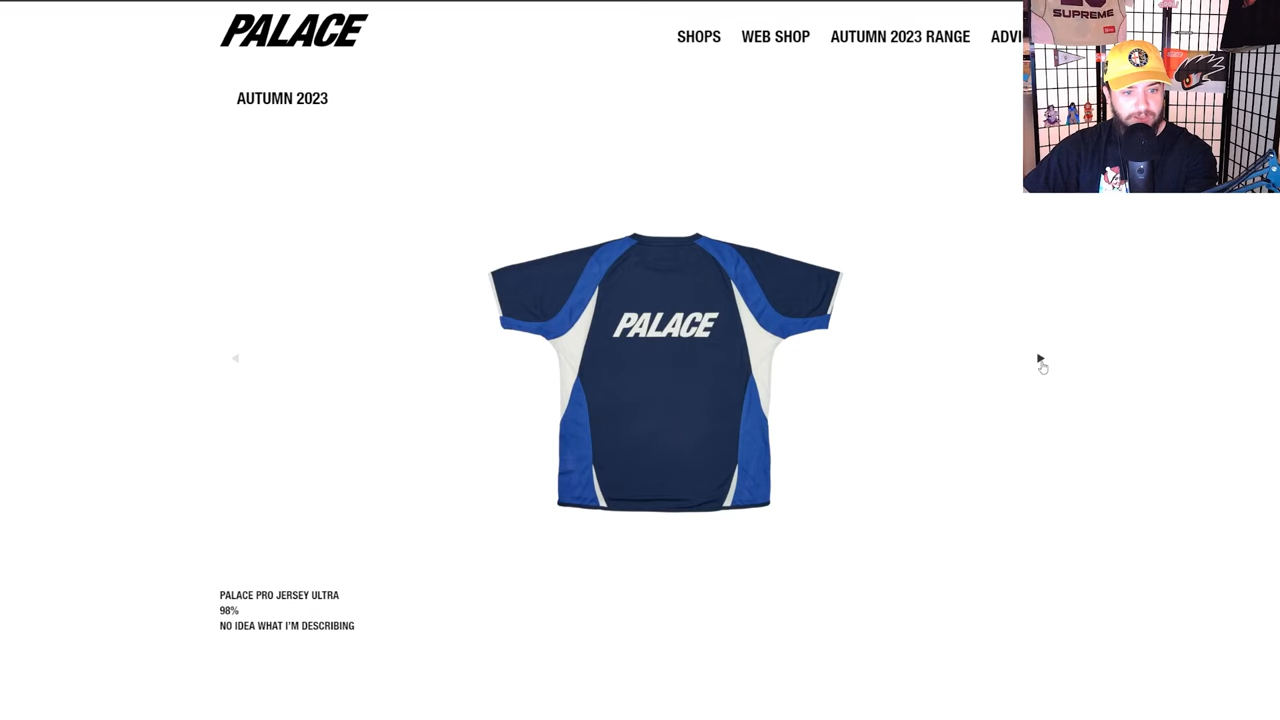 PALACE
SHOPS WEB SHOP AUTUMN 2023 RANGE ADVI
SUPREME
AUTUMN 2023
PALACE
PALACE PRO JERSEY ULTRA
98%
NO IDEA WHAT I'M DESCRIBING